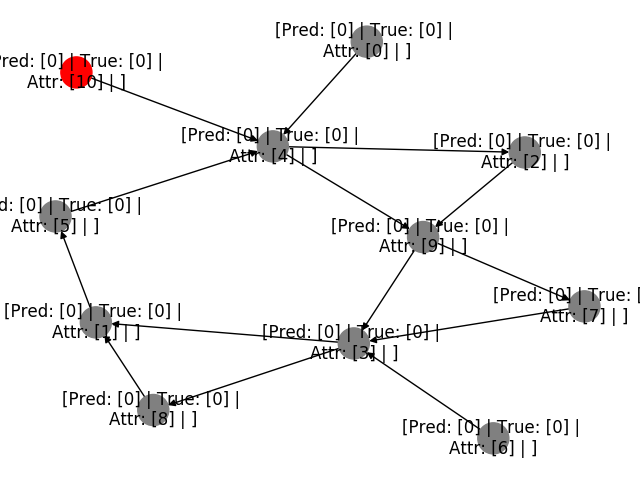 [Pred: [0] | True: [0] |
Attr: [0] | ]
Pred: [0] | True: [0] |
Attr: [10] | ]
[Pred: [0] | True: [0] |
Attr: [4] | ]
[Pred: [0] | True: [0] |
Attr: [2] | ]
d: [0] | True: [0] |
Attr: [5] | ]
[Pred: [0] | True: [0] |
Attr: [9] | ]
[Pred: [0] | True: [
Attr: [7] | ]
[Pred: [0] | True: [0] |
Attr: [1] | ]
[Pred: [0] | True: [0] |
Attr: [3] | ]
[Pred: [0] | True: [0] |
Attr: [8] | ]
[Pred: [0] | True: [0] |
Attr: [6] | ]